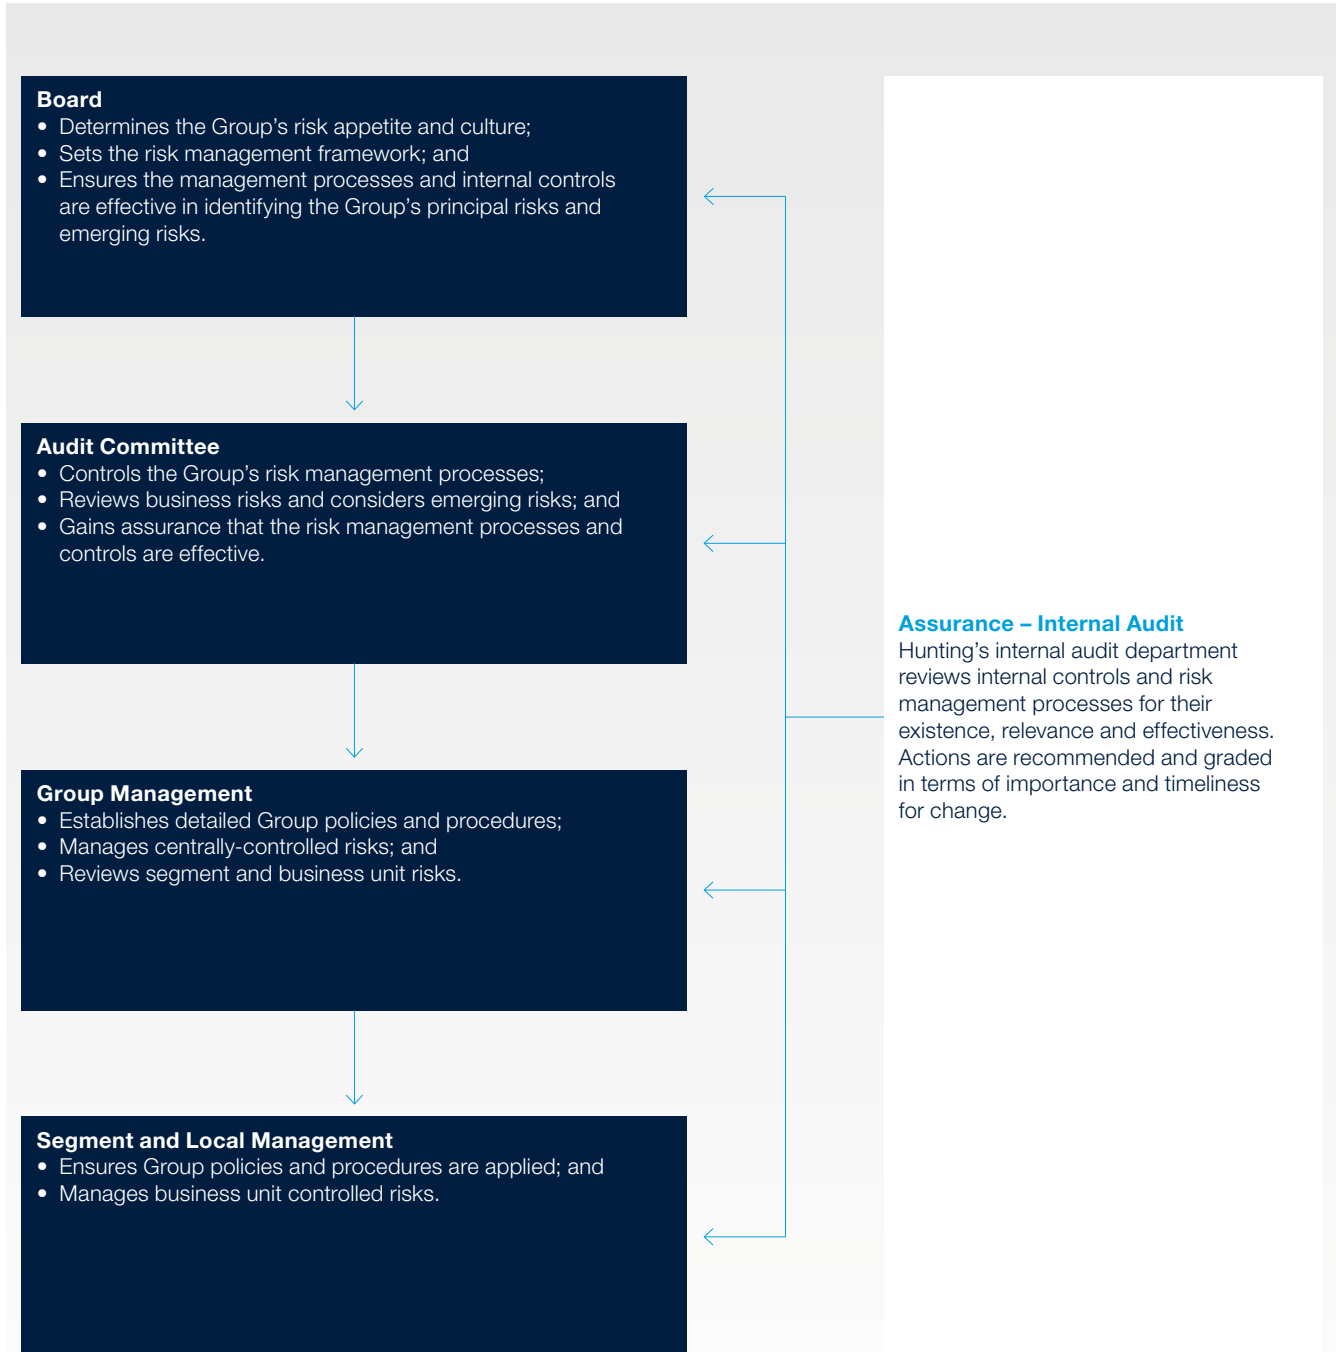 Board
• Determines the Group’s risk appetite and culture;
• Sets the risk management framework; and
• Ensures the management processes and internal controls
are effective in identifying the Group’s principal risks and
emerging risks.
Audit Committee
• Controls the Group’s risk management processes;
• Reviews business risks and considers emerging risks; and
• Gains assurance that the risk management processes and
controls are effective.
Group Management
• Establishes detailed Group policies and procedures;
• Manages centrally-controlled risks; and
• Reviews segment and business unit risks.
Segment and Local Management
• Ensures Group policies and procedures are applied; and
• Manages business unit controlled risks.
Assurance – Internal Audit
Hunting’s internal audit department
reviews internal controls and risk
management processes for their
existence, relevance and effectiveness.
Actions are recommended and graded
in terms of importance and timeliness
for change.